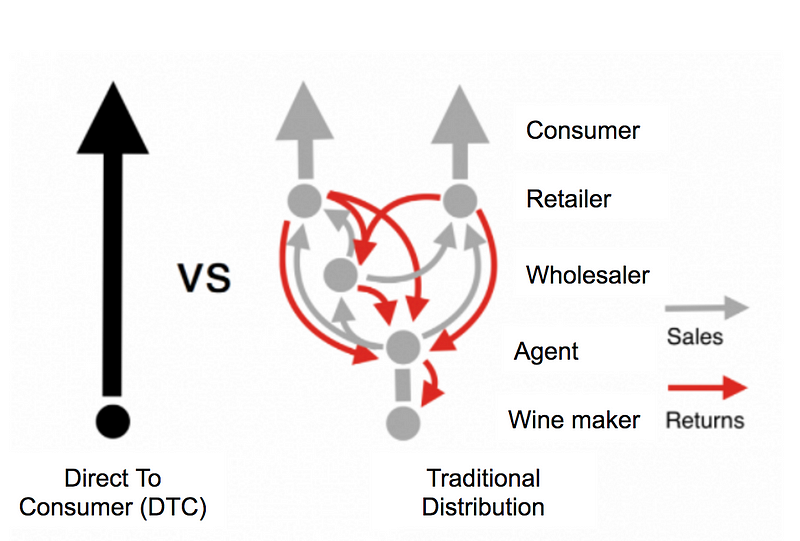 Consumer
Retailer
vs
Wholesaler
Sales
Agent
Wine maker
Returns
Direct To
Consumer (DTC)
Traditional
Distribution